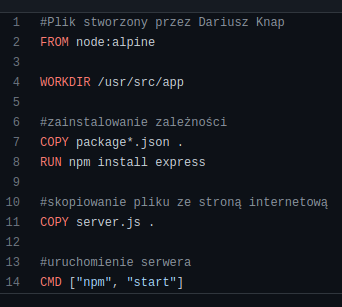 1 #Plik stworzony przez Dariusz Knap
2 FROM node:alpine
3
4 WORKDIR /usr/src/app
5
6 #zainstalowanie zależności
7 COPY package*.json .
8 RUN npm install express
9
10 #skopiowanie pliku ze stroną internetową
11 COPY server.js .
12
13 #uruchomienie serwera
14 CMD ["npm", "start"]